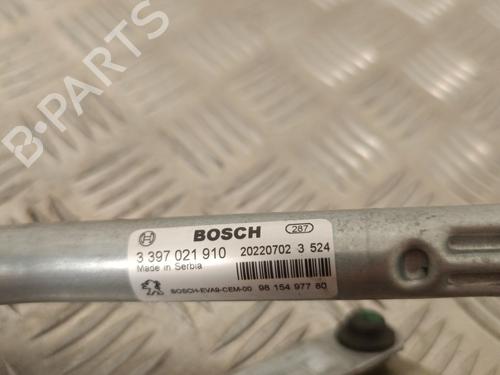 B-PARTS
BOSCH 287
3 397 021 910 20220702 3 524
Made in Serbia
BOSCH-EVA9-CEM-00 98 154 977 80